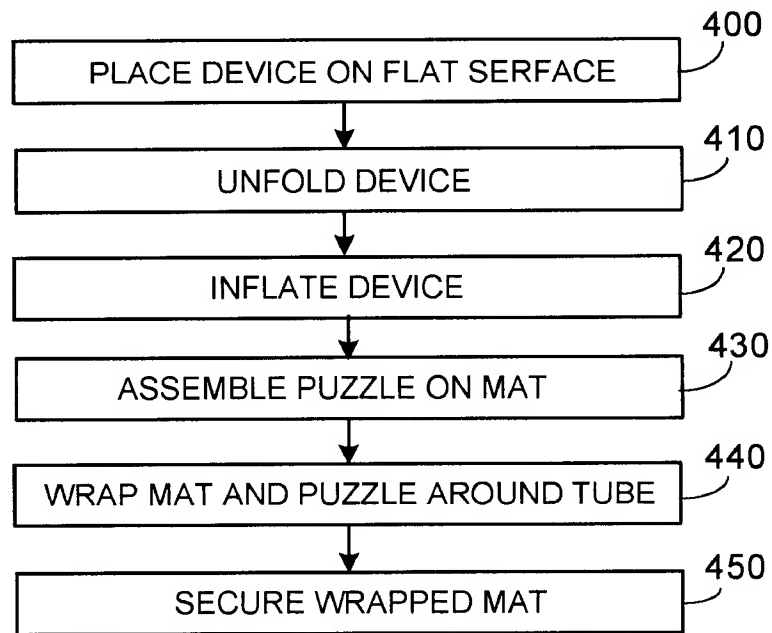 400
PLACE DEVICE ON FLAT SERFACE
410
UNFOLD DEVICE
420
INFLATE DEVICE
430
ASSEMBLE PUZZLE ON MAT
440
WRAP MAT AND PUZZLE AROUND TUBE
450
SECURE WRAPPED MAT